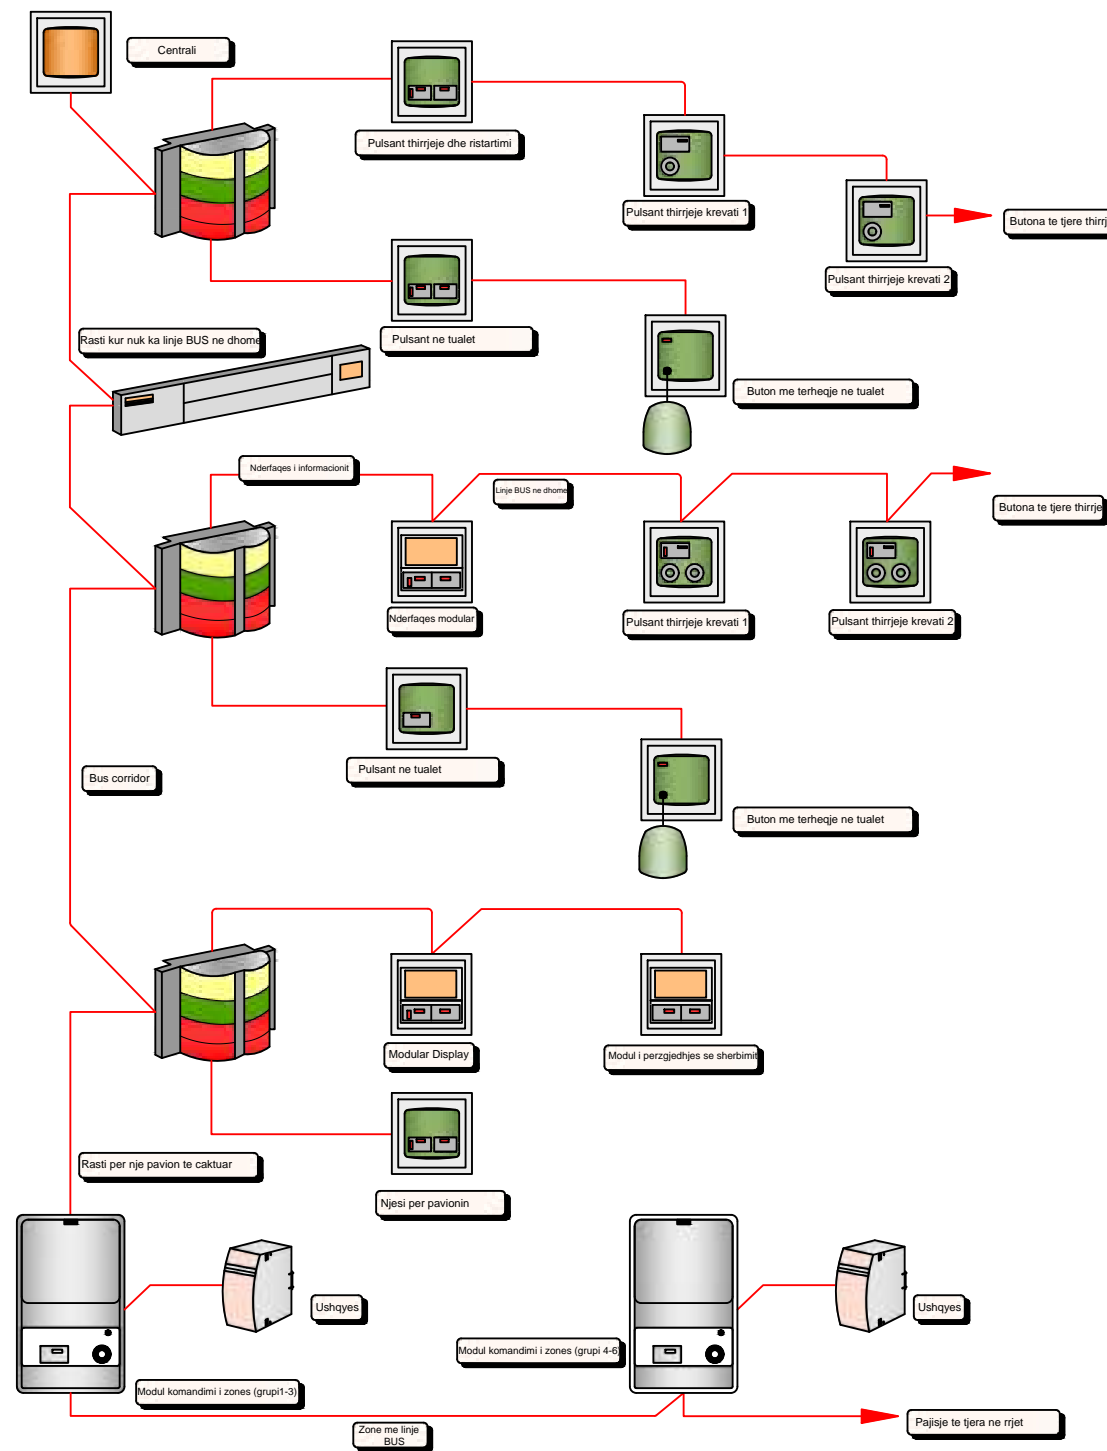 Centrali
Pulsant thirrjeje dhe ristartimi
Pulsant thirrjeje krevati 1
Butona te tjere thirrj
Pulsant thirrjeje krevati 2
Rasti kur nuk ka linje BUS ne dhome
Pulsant ne tualet
Buton me terheqje ne tualet
Nderfaqes i informacionit
Linje BUS ne dhome
Butona te tjere thirrje
Nderfaqes modular
Pulsant thirrjeje krevati 1
Pulsant thirrjeje krevati 2
Pulsant ne tualet
Bus corridor
Buton me terheqje ne tualet
Modular Display
Modul i perzgjedhjes se sherbimit
Rasti per nje pavion te caktuar
Njesi per pavionin
Ushqyes
Ushqyes
Modul komandimi i zones (grupi 4-6)
Modul komandimi i zones (grupi1-3)
Zone me linje
BUS
Pajisje te tjera ne rrjet